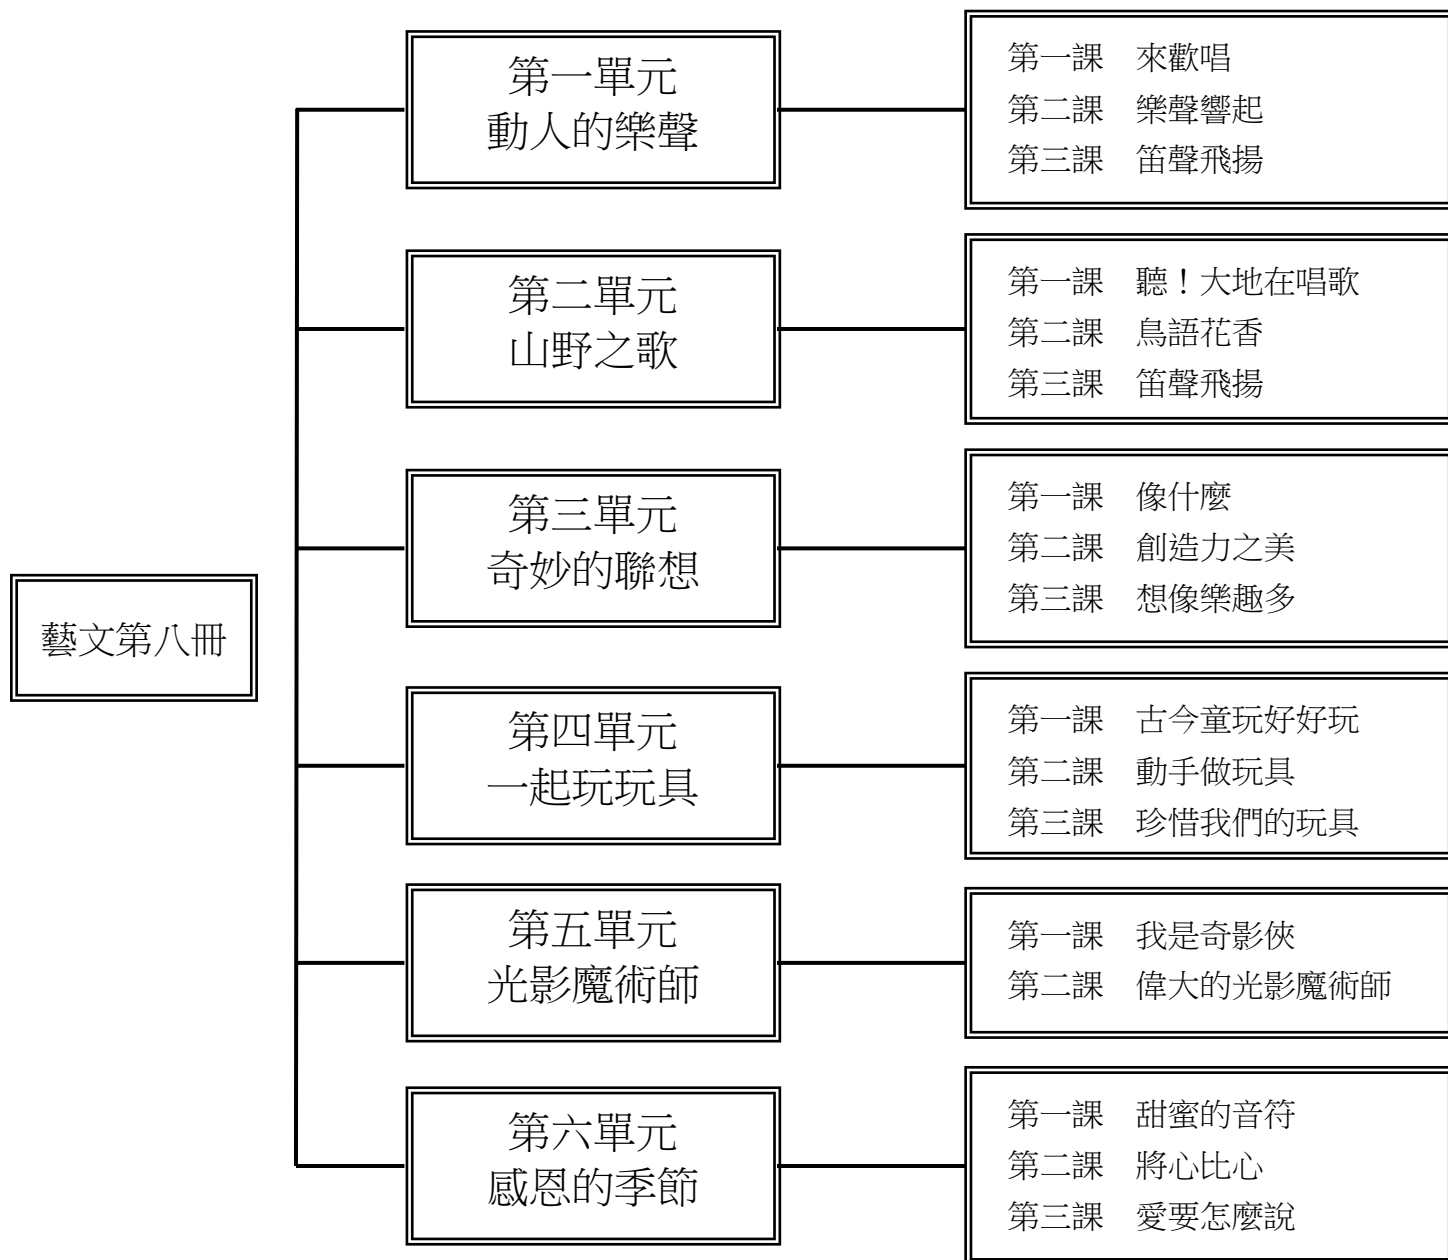 藝文第八冊
第一單元
動人的樂聲
第一課　來歡唱
第二課　樂聲響起
第三課　笛聲飛揚
第二單元
山野之歌
第一課　聽！大地在唱歌
第二課　鳥語花香
第三課　笛聲飛揚
第三單元
奇妙的聯想
第一課　像什麼
第二課　創造力之美
第三課　想像樂趣多
第四單元
一起玩玩具
第一課　古今童玩好好玩
第二課　動手做玩具
第三課　珍惜我們的玩具
第五單元
光影魔術師
第一課　我是奇影俠
第二課　偉大的光影魔術師
第六單元
感恩的季節
第一課　甜蜜的音符
第二課　將心比心
第三課　愛要怎麼說